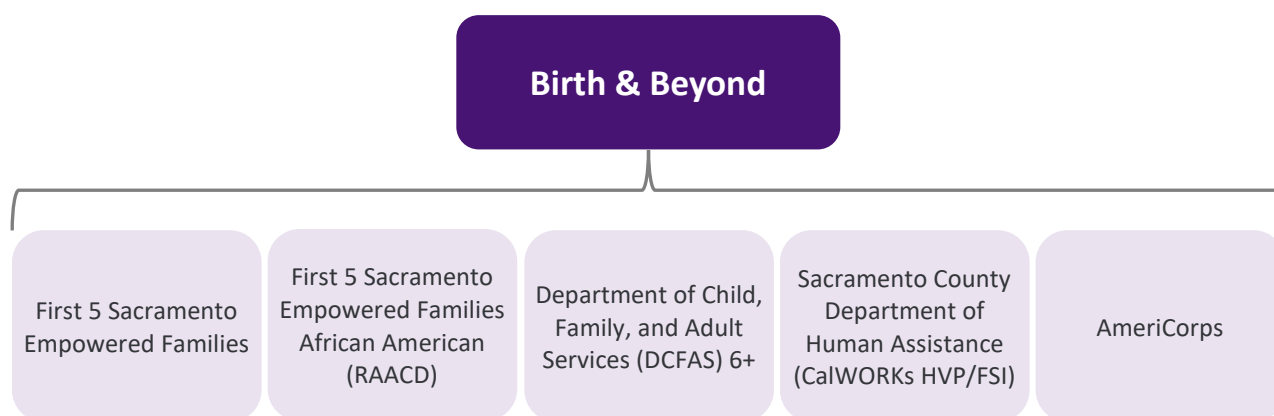 Birth & Beyond
First 5 Sacramento
Empowered Families
First 5 Sacramento
Empowered Families
African American
(RAACD)
Department of Child,
Family, and Adult
Services (DCFAS) 6+
Sacramento County
Department of
Human Assistance
(CalWORKs HVP/FSI)
AmeriCorps